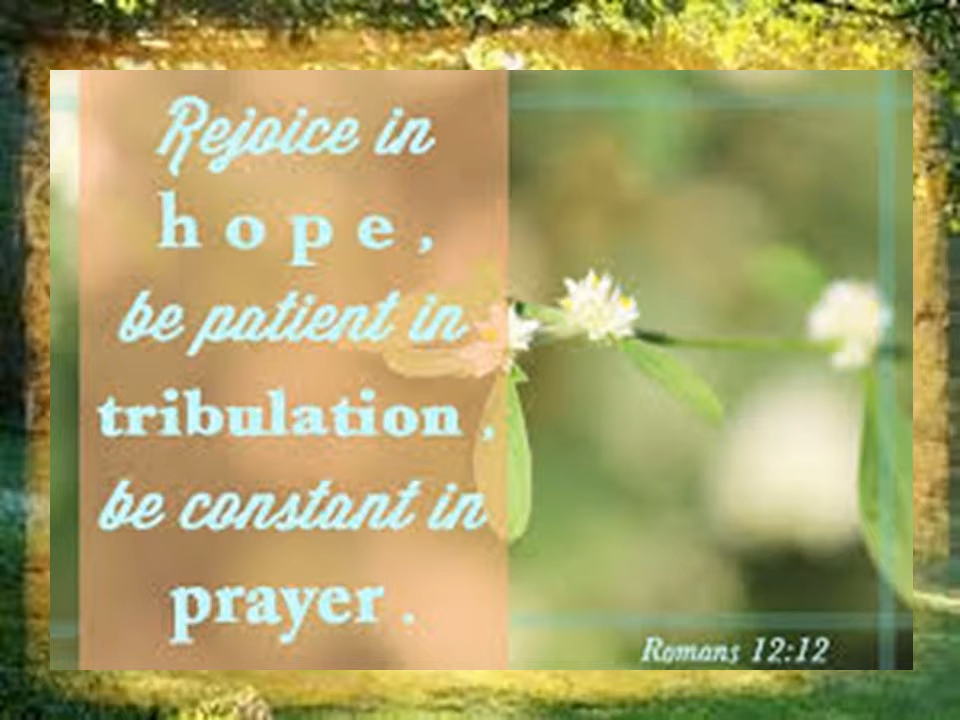 Rejoice in
hope,
be patient in
tribulation,
be constant in
prayer.
Romans 12:12